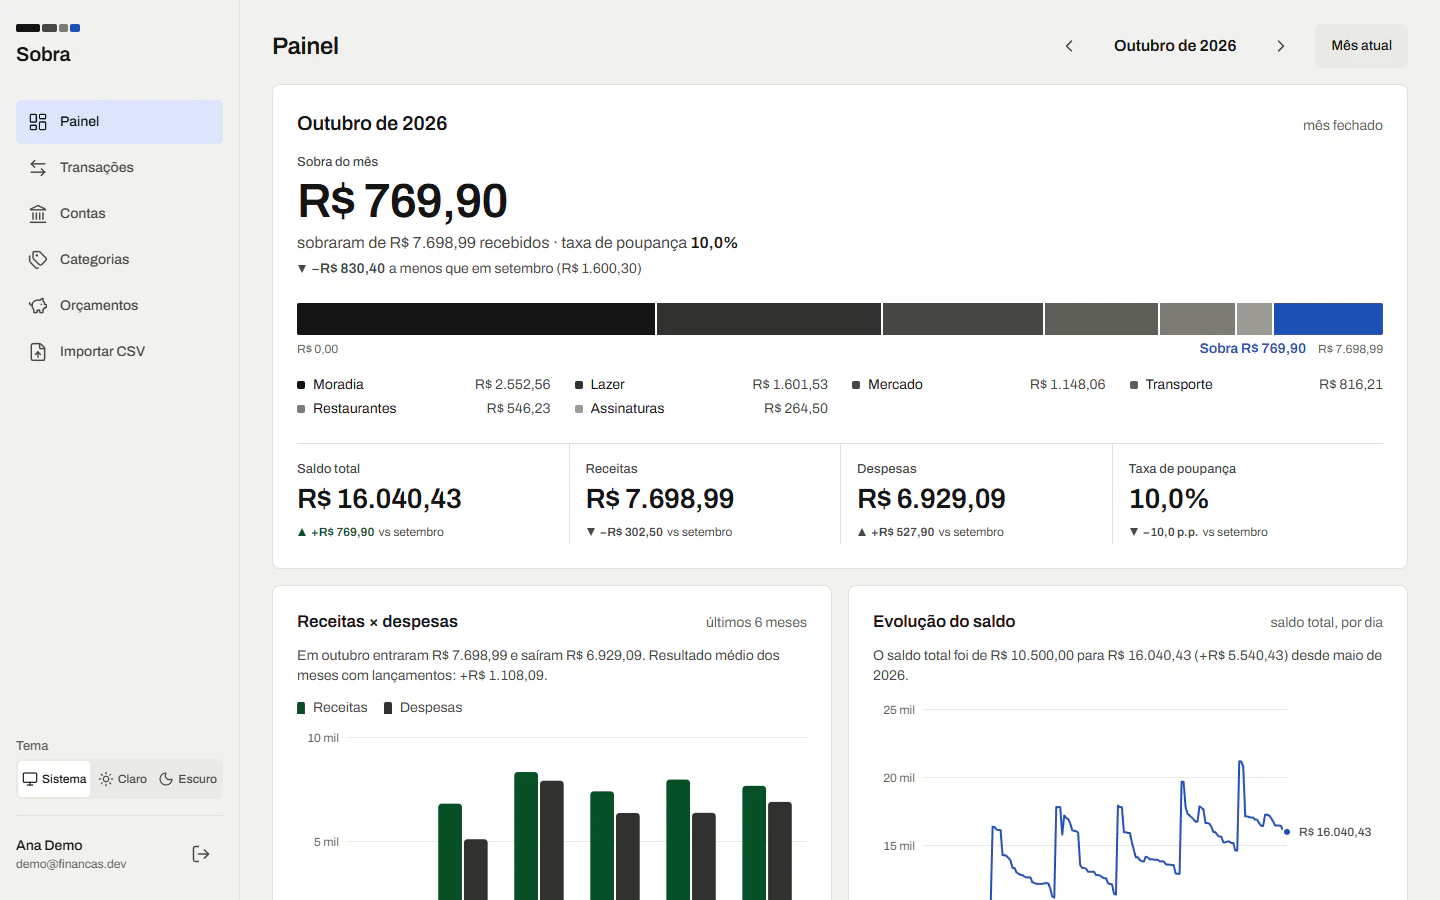 Sobra
Painel
Transações
Contas
Categorias
Orçamentos
Importar CSV
Tema
Sistema Claro Escuro
Ana Demo
demo@financas.dev
Painel
Outubro de 2026
Mês atual
Outubro de 2026
mês fechado
Sobra do mês
R$ 769,90
sobraram de R$ 7.698,99 recebidos · taxa de poupança 10,0%
▼ −R$ 830,40 a menos que em setembro (R$ 1.600,30)
R$ 0,00
Sobra R$ 769,90 R$ 7.698,99
Moradia R$ 2.552,56 Lazer R$ 1.601,53 Mercado R$ 1.148,06 Transporte R$ 816,21
Restaurantes R$ 546,23 Assinaturas R$ 264,50
Saldo total
R$ 16.040,43
▲ +R$ 769,90 vs setembro
Receitas
R$ 7.698,99
▼ −R$ 302,50 vs setembro
Despesas
R$ 6.929,09
▲ +R$ 527,90 vs setembro
Taxa de poupança
10,0%
▼ −10,0 p.p. vs setembro
Receitas × despesas
últimos 6 meses
Em outubro entraram R$ 7.698,99 e saíram R$ 6.929,09. Resultado médio dos
meses com lançamentos: +R$ 1.108,09.
Receitas Despesas
10 mil
5 mil
Evolução do saldo
saldo total, por dia
O saldo total foi de R$ 10.500,00 para R$ 16.040,43 (+R$ 5.540,43) desde maio de
2026.
25 mil
20 mil
15 mil
R$ 16.040,43